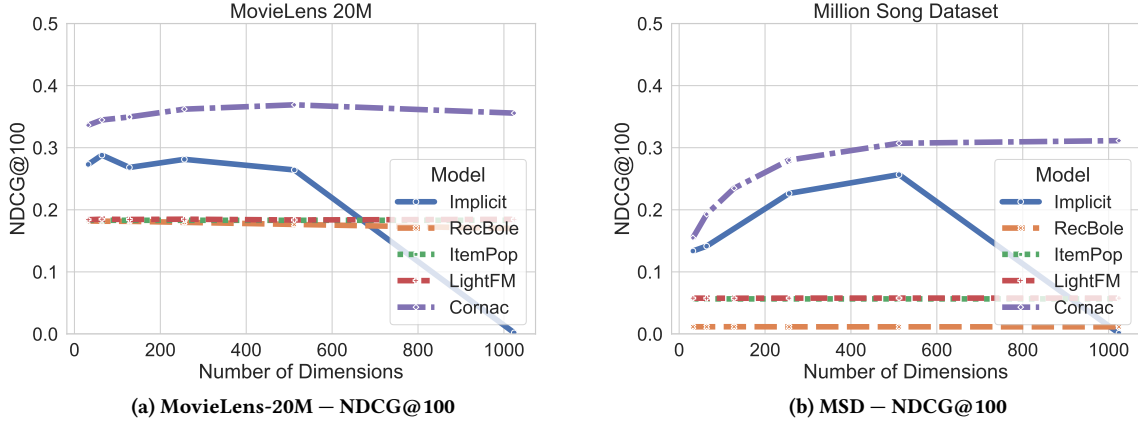 MovieLens 20M
NDCG@100
0.5
0.4
0.3
0.2
0.1
0.0
0 200 400 600 800 1000
Number of Dimensions
Model
Implicit
RecBole
ItemPop
LightFM
Cornac
(a) MovieLens-20M — NDCG@100
Million Song Dataset
NDCG@100
0.5
0.4
0.3
0.2
0.1
0.0
0 200 400 600 800 1000
Number of Dimensions
Model
Implicit
RecBole
ItemPop
LightFM
Cornac
(b) MSD — NDCG@100